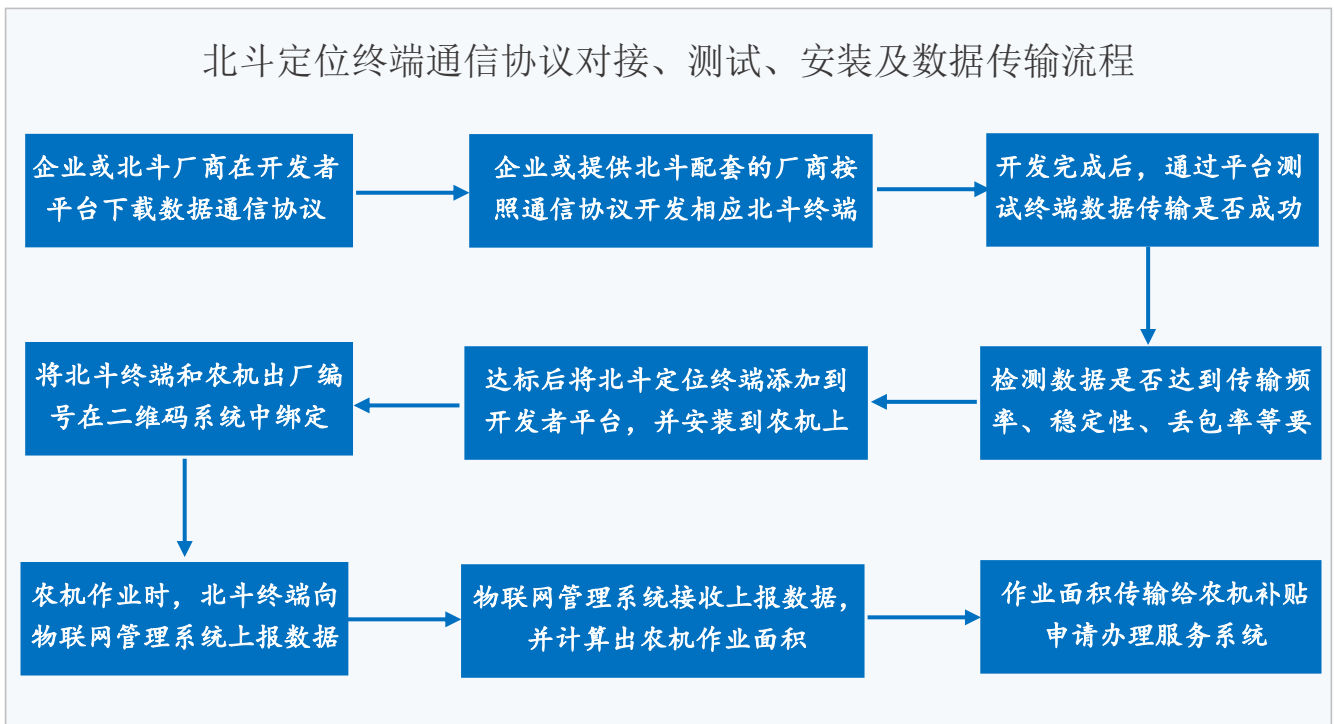 北斗定位终端通信协议对接、测试、安装及数据传输流程
企业或北斗厂商在开发者
平台下载数据通信协议
企业或提供北斗配套的厂商按
照通信协议开发相应北斗终端
开发完成后，通过平台测
试终端数据传输是否成功
检测数据是否达到传输频
率、稳定性、丢包率等要
达标后将北斗定位终端添加到
开发者平台，并安装到农机上
将北斗终端和农机出厂编
号在二维码系统中绑定
农机作业时，北斗终端向
物联网管理系统上报数据
物联网管理系统接收上报数据，
并计算出农机作业面积
作业面积传输给农机补贴
申请办理服务系统